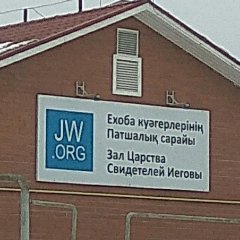 JW
.ORG
Ехоба куәгерлерінің
Патшалық сарайы
Зал Царства
Свидетелей Иеговы